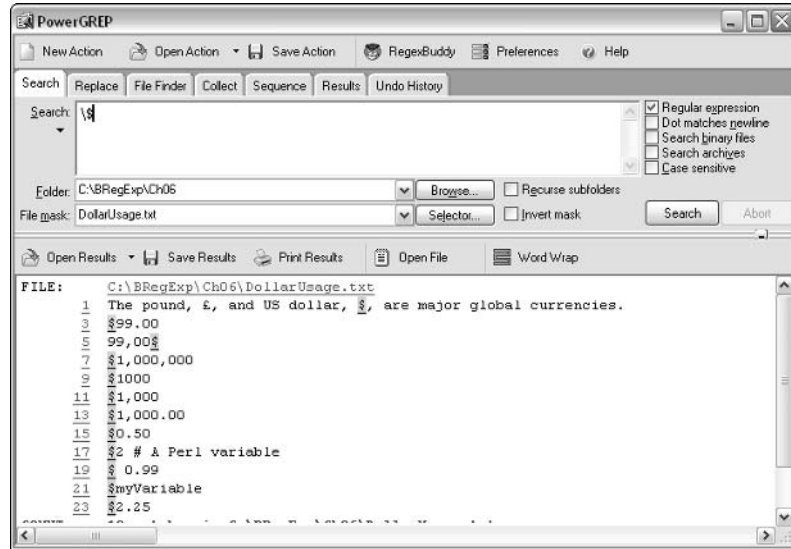 PowerGREP
New Action Open Action Save Action RegexBuddy Preferences Help
Search Replace File Finder Collect Sequence Results Undo History
Search: \$
Regular expression
Dot matches newline
Search binary files
Search archives
Case sensitive
Folder: C:\BRegExp\Ch06 Browse... Recurse subfolders
File mask: DollarUsage.txt Selector... Invert mask Search Abort
Open Results Save Results Print Results Open File Word Wrap
FILE: C:\BRegExp\Ch06\DollarUsage.txt
1 The pound, £, and US dollar, $, are major global currencies.
3 $99.00
5 99,00$
7 $1,000,000
9 $1000
11 $1,000
13 $1,000.00
15 $0.50
17 $2 # A Perl variable
19 $ 0.99
21 $myVariable
23 $2.25